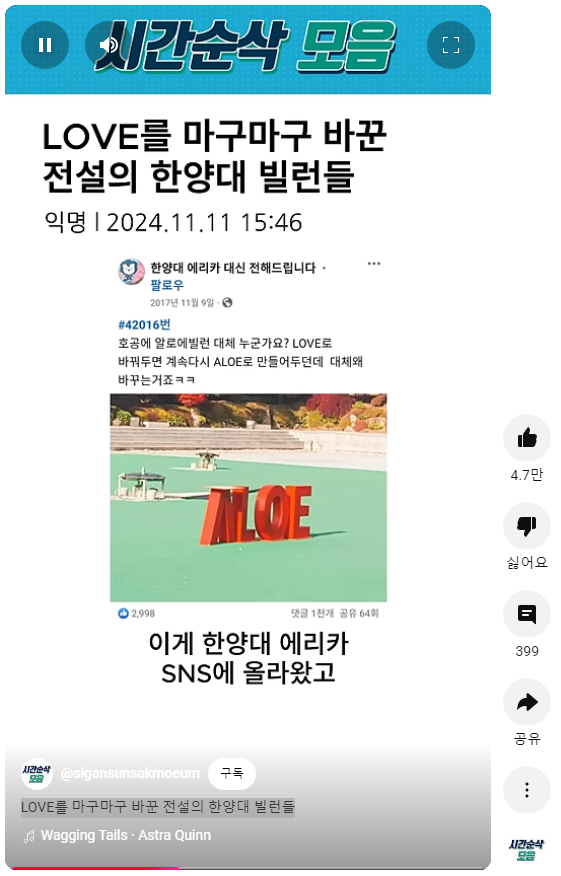 시간순삭 모음
LOVE를 마구마구 바꾼
전설의 한양대 빌런들
익명 | 2024.11.11 15:46
한양대 에리카 대신 전해드립니다 ·
팔로우
2017년 11월 9일 ·
#42016번
호공에 알로에빌런 대체 누군가요? LOVE로
바꿔두면 계속다시 ALOE로 만들어두던데 대체왜
바꾸는거죠ㅋㅋ
ALOE
2,998 댓글 1천개 공유 64회
이게 한양대 에리카
SNS에 올라왔고
4.7만
싫어요
399
공유
시간순삭
모음
@sigansunsakmoeum 구독
LOVE를 마구마구 바꾼 전설의 한양대 빌런들
Wagging Tails · Astra Quinn
시간순삭
모음